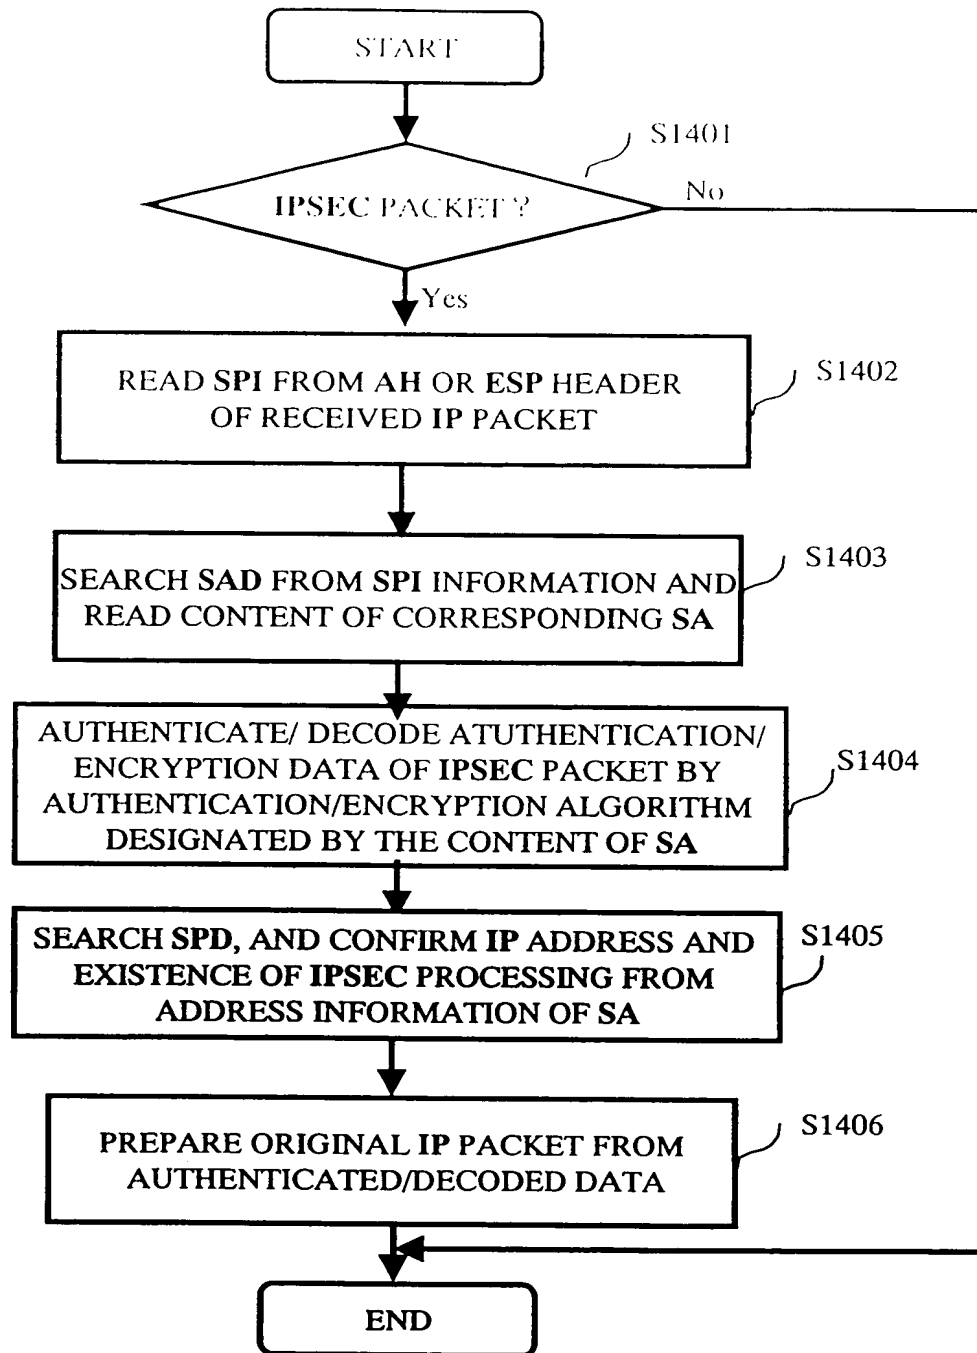 START
S1401
IPSEC PACKET ?
No
Yes
READ SPI FROM AH OR ESP HEADER
OF RECEIVED IP PACKET
S1402
SEARCH SAD FROM SPI INFORMATION AND
READ CONTENT OF CORRESPONDING SA
S1403
AUTHENTICATE/ DECODE ATUTHENTICATION/
ENCRYPTION DATA OF IPSEC PACKET BY
AUTHENTICATION/ENCRYPTION ALGORITHM
DESIGNATED BY THE CONTENT OF SA
S1404
SEARCH SPD, AND CONFIRM IP ADDRESS AND
EXISTENCE OF IPSEC PROCESSING FROM
ADDRESS INFORMATION OF SA
S1405
PREPARE ORIGINAL IP PACKET FROM
AUTHENTICATED/DECODED DATA
S1406
END